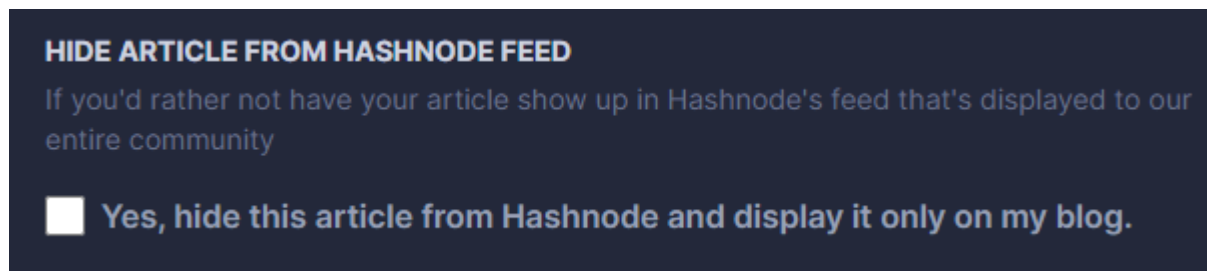 HIDE ARTICLE FROM HASHNODE FEED
If you'd rather not have your article show up in Hashnode's feed that's displayed to our
entire community
Yes, hide this article from Hashnode and display it only on my blog.